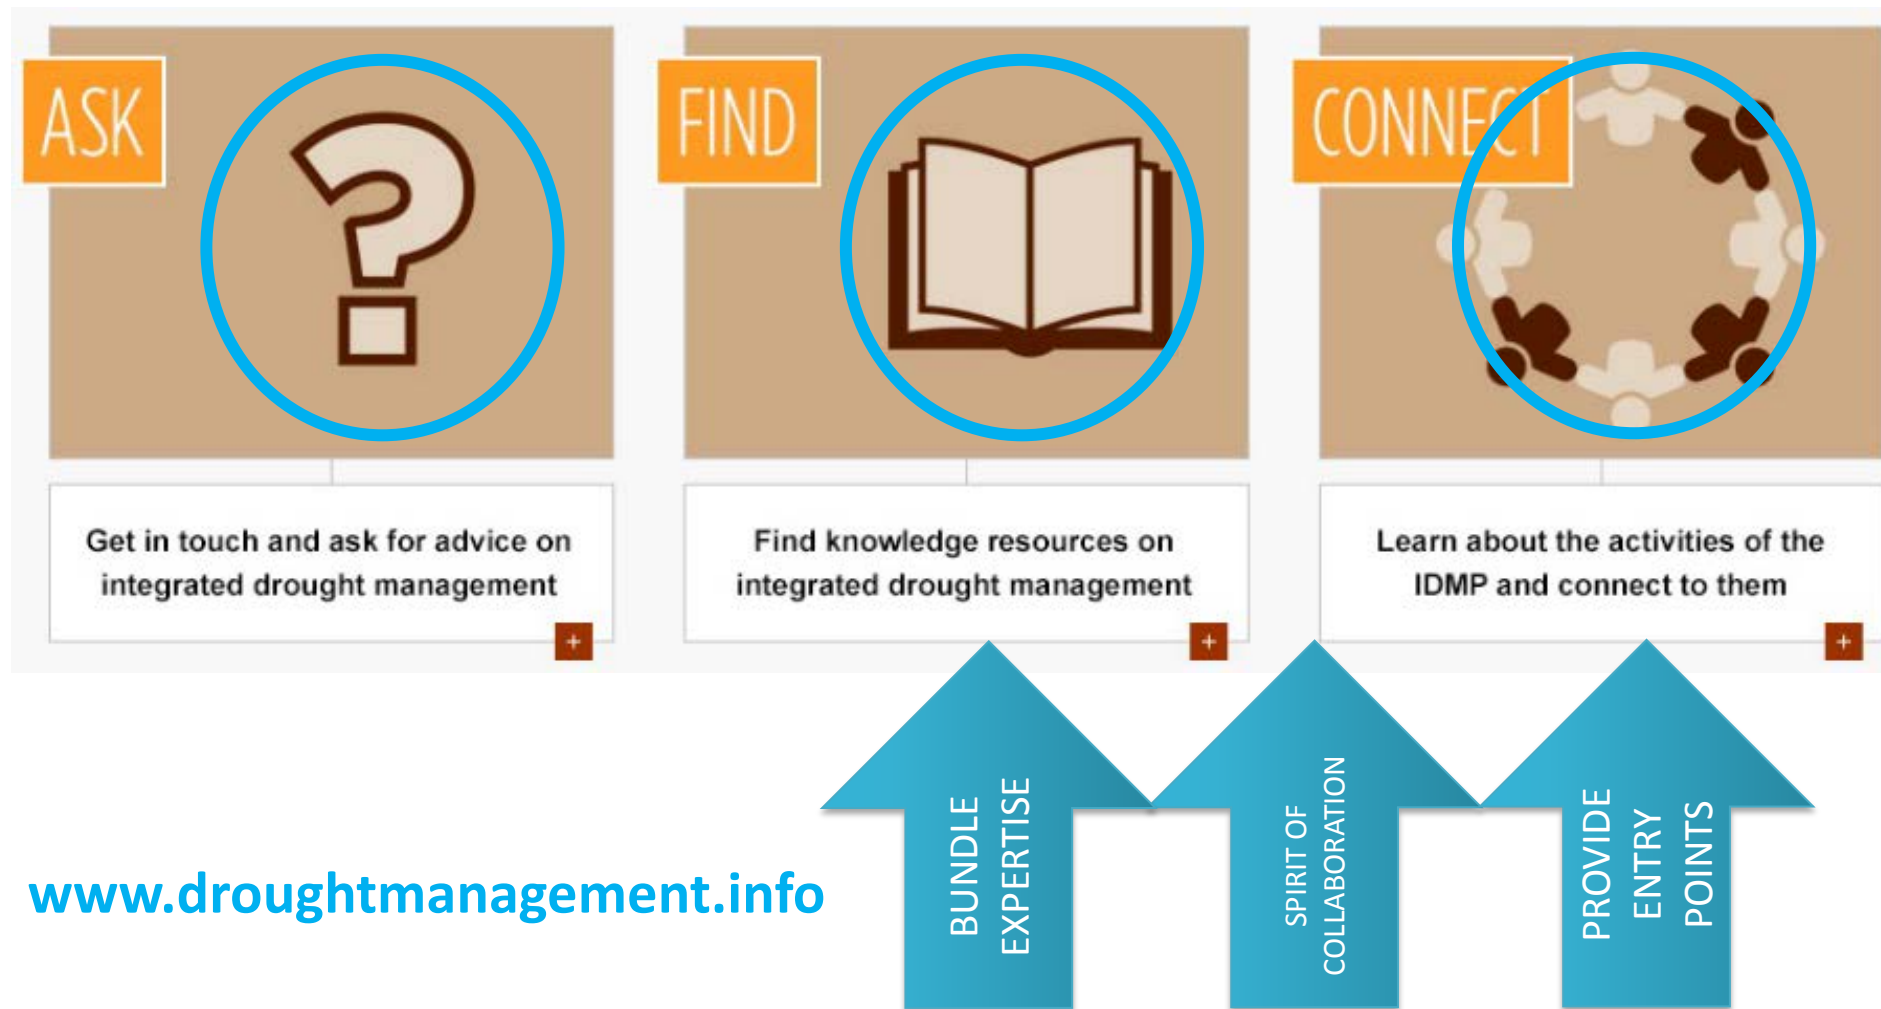 ASK
FIND
CONNECT
Get in touch and ask for advice on
integrated drought management
+
Find knowledge resources on
integrated drought management
+
Learn about the activities of the
IDMP and connect to them
+
BUNDLE
EXPERTISE
SPIRIT OF
COLLABORATION
PROVIDE
ENTRY
POINTS
www.droughtmanagement.info